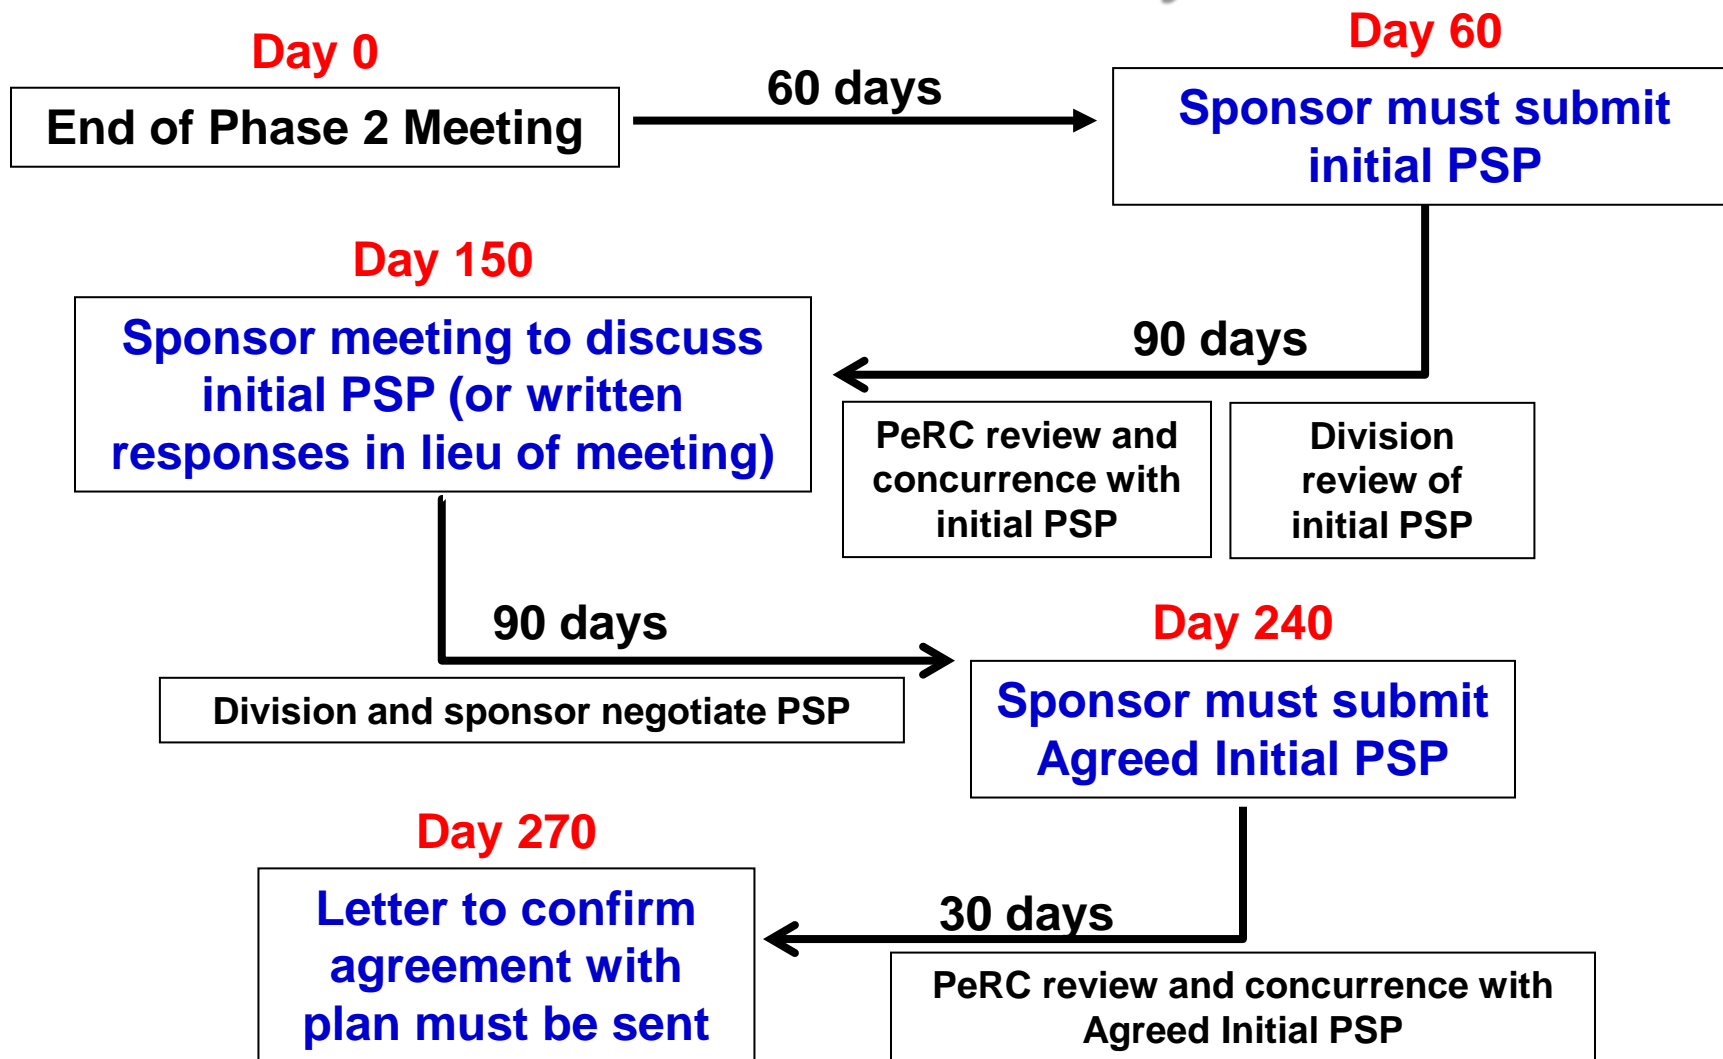 Day 0
End of Phase 2 Meeting
60 days
Day 60
Sponsor must submit
initial PSP
90 days
PeRC review and
concurrence with
initial PSP
Division
review of
initial PSP
Day 150
Sponsor meeting to discuss
initial PSP (or written
responses in lieu of meeting)
90 days
Division and sponsor negotiate PSP
Day 240
Sponsor must submit
Agreed Initial PSP
30 days
PeRC review and concurrence with
Agreed Initial PSP
Day 270
Letter to confirm
agreement with
plan must be sent